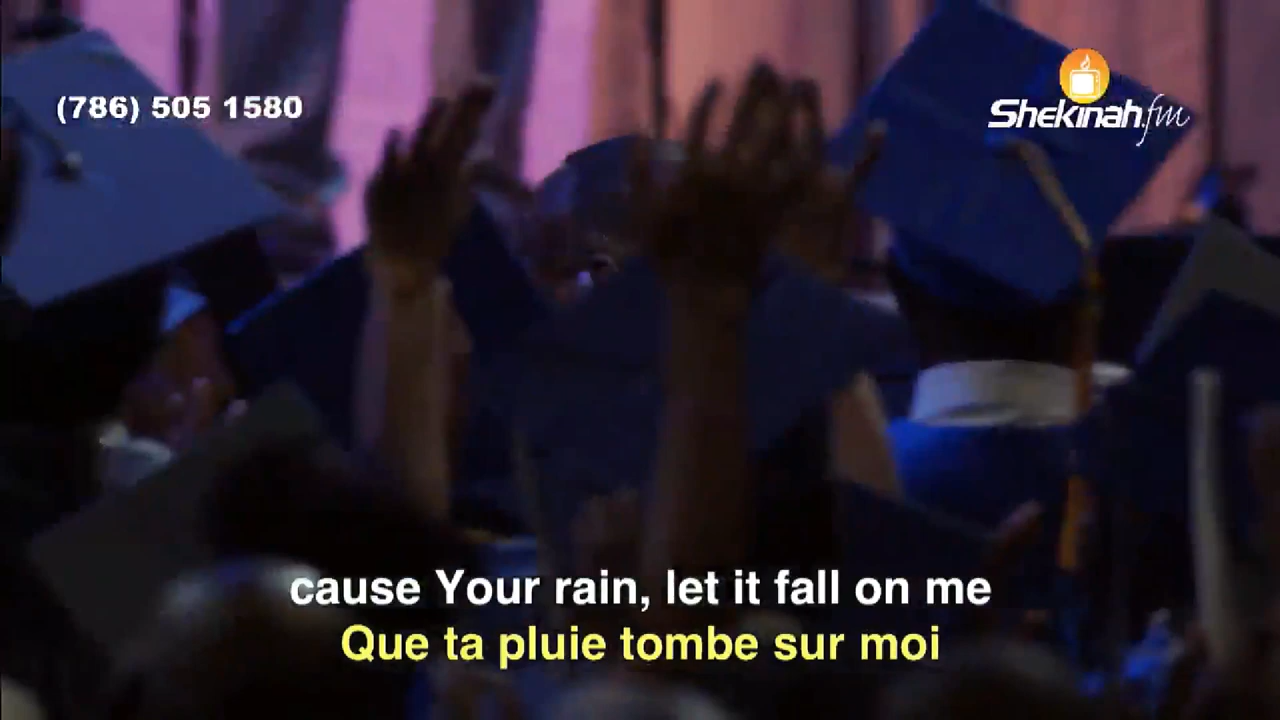 (786) 505 1580
Shekinah.fm
cause Your rain, let it fall on me
Que ta pluie tombe sur moi